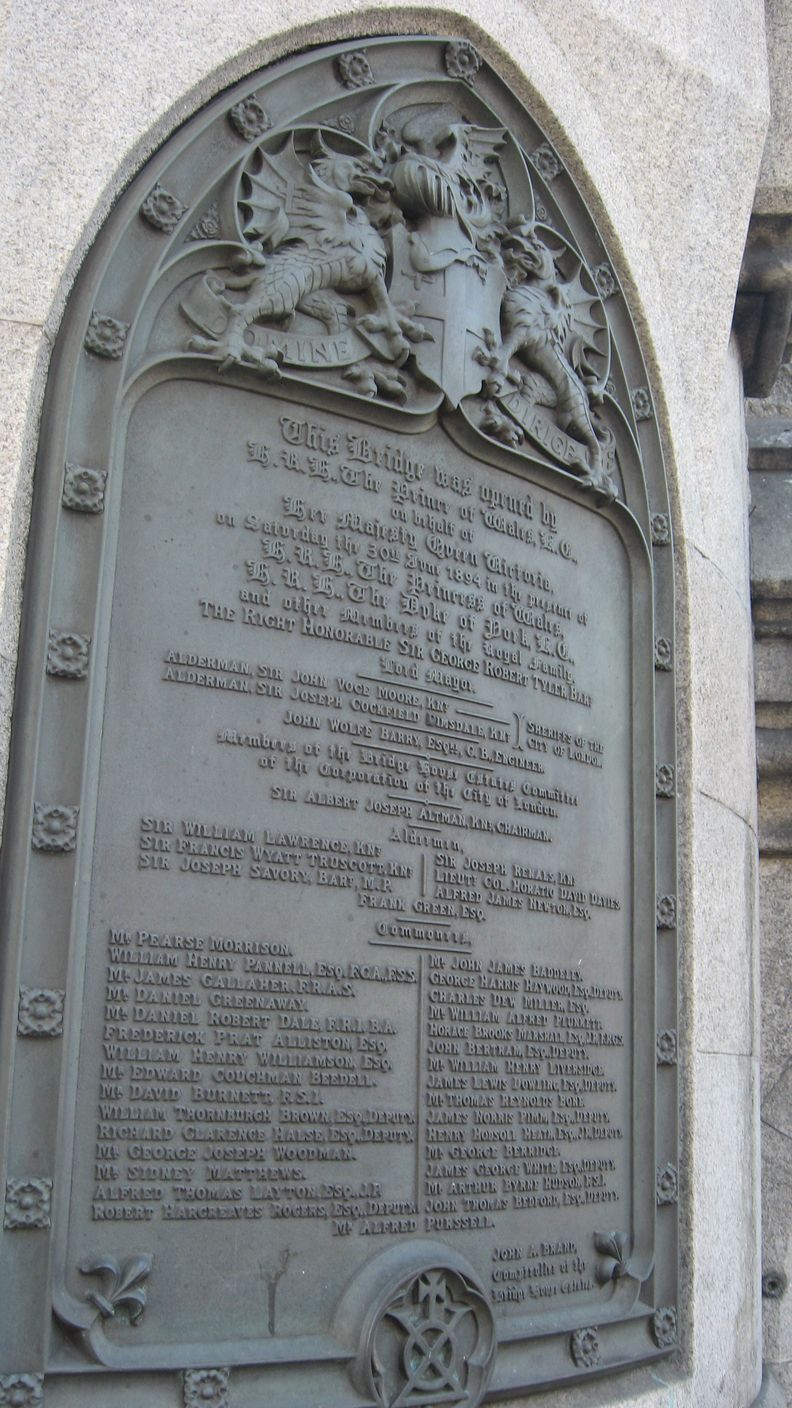 DOMINE DIRIGE NOS
This Bridge was opened by
H.R.H. The Prince of Wales, K.G.,
on behalf of
Her Majesty Queen Victoria,
on Saturday the 30th June 1894 in the presence of
H.R.H. The Princess of Wales,
H.R.H. The Duke of York, K.G.,
and other Members of the Royal Family.
THE RIGHT HONORABLE SIR GEORGE ROBERT TYLER, BART
Lord Mayor.
ALDERMAN, SIR JOHN VOCE MOORE, KNT
ALDERMAN, SIR JOSEPH COCKFIELD DIMSDALE, KNT
SHERIFFS OF THE
CITY OF LONDON.
JOHN WOLFE BARRY, ESQRE, C.B., ENGINEER.
Members of the Bridge House Estates Committee
of the Corporation of the City of London.
SIR ALBERT JOSEPH ALTMAN, KNT, CHAIRMAN.
Aldermen,
SIR WILLIAM LAWRENCE, KNT
SIR FRANCIS WYATT TRUSCOTT, KNT
SIR JOSEPH SAVORY, BART, M.P.
SIR JOSEPH RENALS, KNT
LIEUT COL. HORATIO DAVID DAVIES.
ALFRED JAMES NEWTON, ESQ.
FRANK GREEN, ESQ.
Commoners,
MR PEARSE MORRISON.
WILLIAM HENRY PANNELL, ESQ. F.C.A., F.S.S.
MR JAMES GALLAHER. F.R.A.S.
MR DANIEL GREENAWAY.
MR DANIEL ROBERT DALE, F.R.I.B.A.
FREDERICK PRAT ALLISTON, ESQ.
WILLIAM HENRY WILLIAMSON, ESQ.
MR EDWARD COUCHMAN BEEDELL.
MR DAVID BURNETT, F.S.I.
WILLIAM THORNBURGH BROWN, ESQ., DEPUTY.
RICHARD CLARENCE HALSE, ESQ., DEPUTY.
MR GEORGE JOSEPH WOODMAN.
MR SIDNEY MATTHEWS.
ALFRED THOMAS LAYTON, ESQ., J.P.
ROBERT HARGREAVES ROGERS, ESQ., DEPUTY.
MR JOHN JAMES BADDELEY.
GEORGE HARRIS HAYWOOD, ESQ., DEPUTY.
CHARLES DEW MILLER, ESQ.
MR WILLIAM ALFRED PLUNKETT.
HORACE BROOKS MARSHALL, ESQ., J.P., F.R.G.S.
JOHN BERTRAM, ESQ., DEPUTY.
MR WILLIAM HENRY LIVERSIDGE.
JAMES LEWIS DOWLING, ESQ., DEPUTY.
MR THOMAS REYNOLDS BORE.
JAMES NORRIS PIMM, ESQ., DEPUTY.
HENRY HODSOLL HEATH, ESQ., J.P., DEPUTY.
MR GEORGE BERRIDGE.
JAMES GEORGE WHITE, ESQ., DEPUTY.
MR ARTHUR BYRNE HUDSON, F.S.I.
JOHN THOMAS BEDFORD, ESQ., DEPUTY.
MR ALFRED PURSSELL.
JOHN A. BRAND,
Comptroller of the
Bridge House Estates.